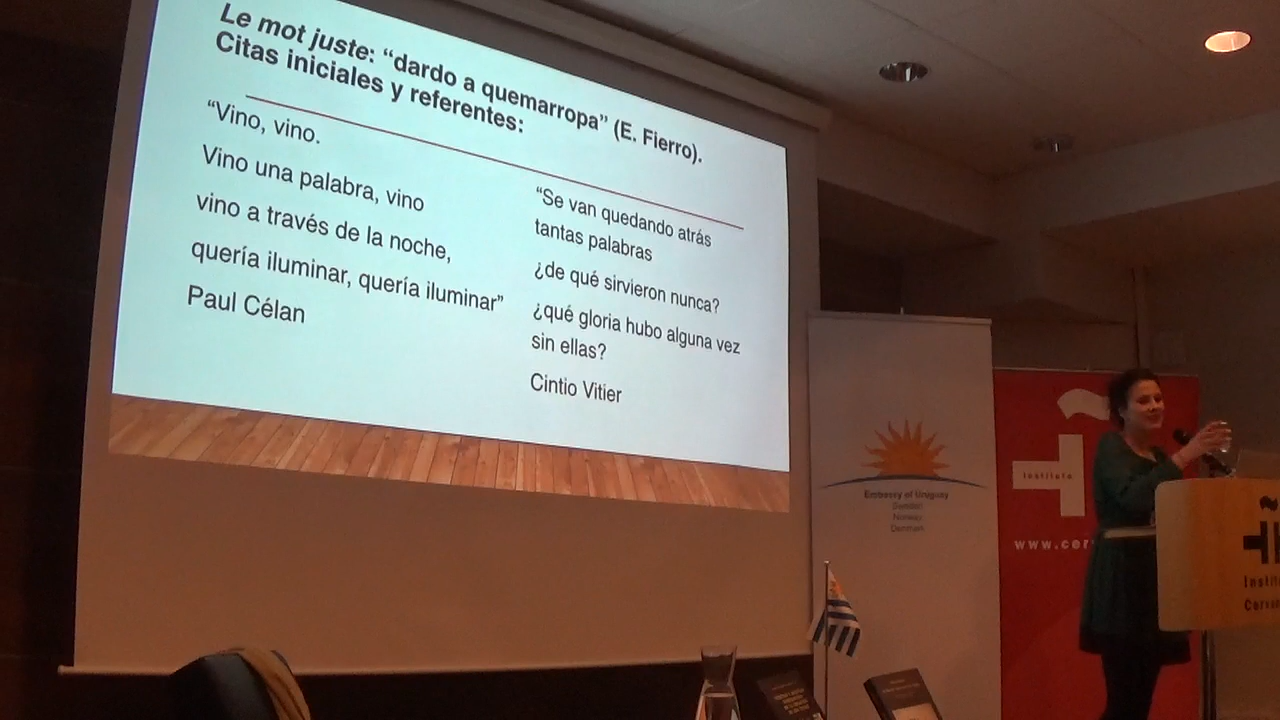 Le mot juste: “dardo a quemarropa” (E. Fierro).
Citas iniciales y referentes:
“Vino, vino.
Vino una palabra, vino
vino a través de la noche,
quería iluminar, quería iluminar”
Paul Célan
“Se van quedando atrás
tantas palabras
¿de qué sirvieron nunca?
¿qué gloria hubo alguna vez
sin ellas?
Cintio Vitier
Embassy of Uruguay
Sweden
Norway
Denmark
Instituto
www.cer
Instit
Cerva